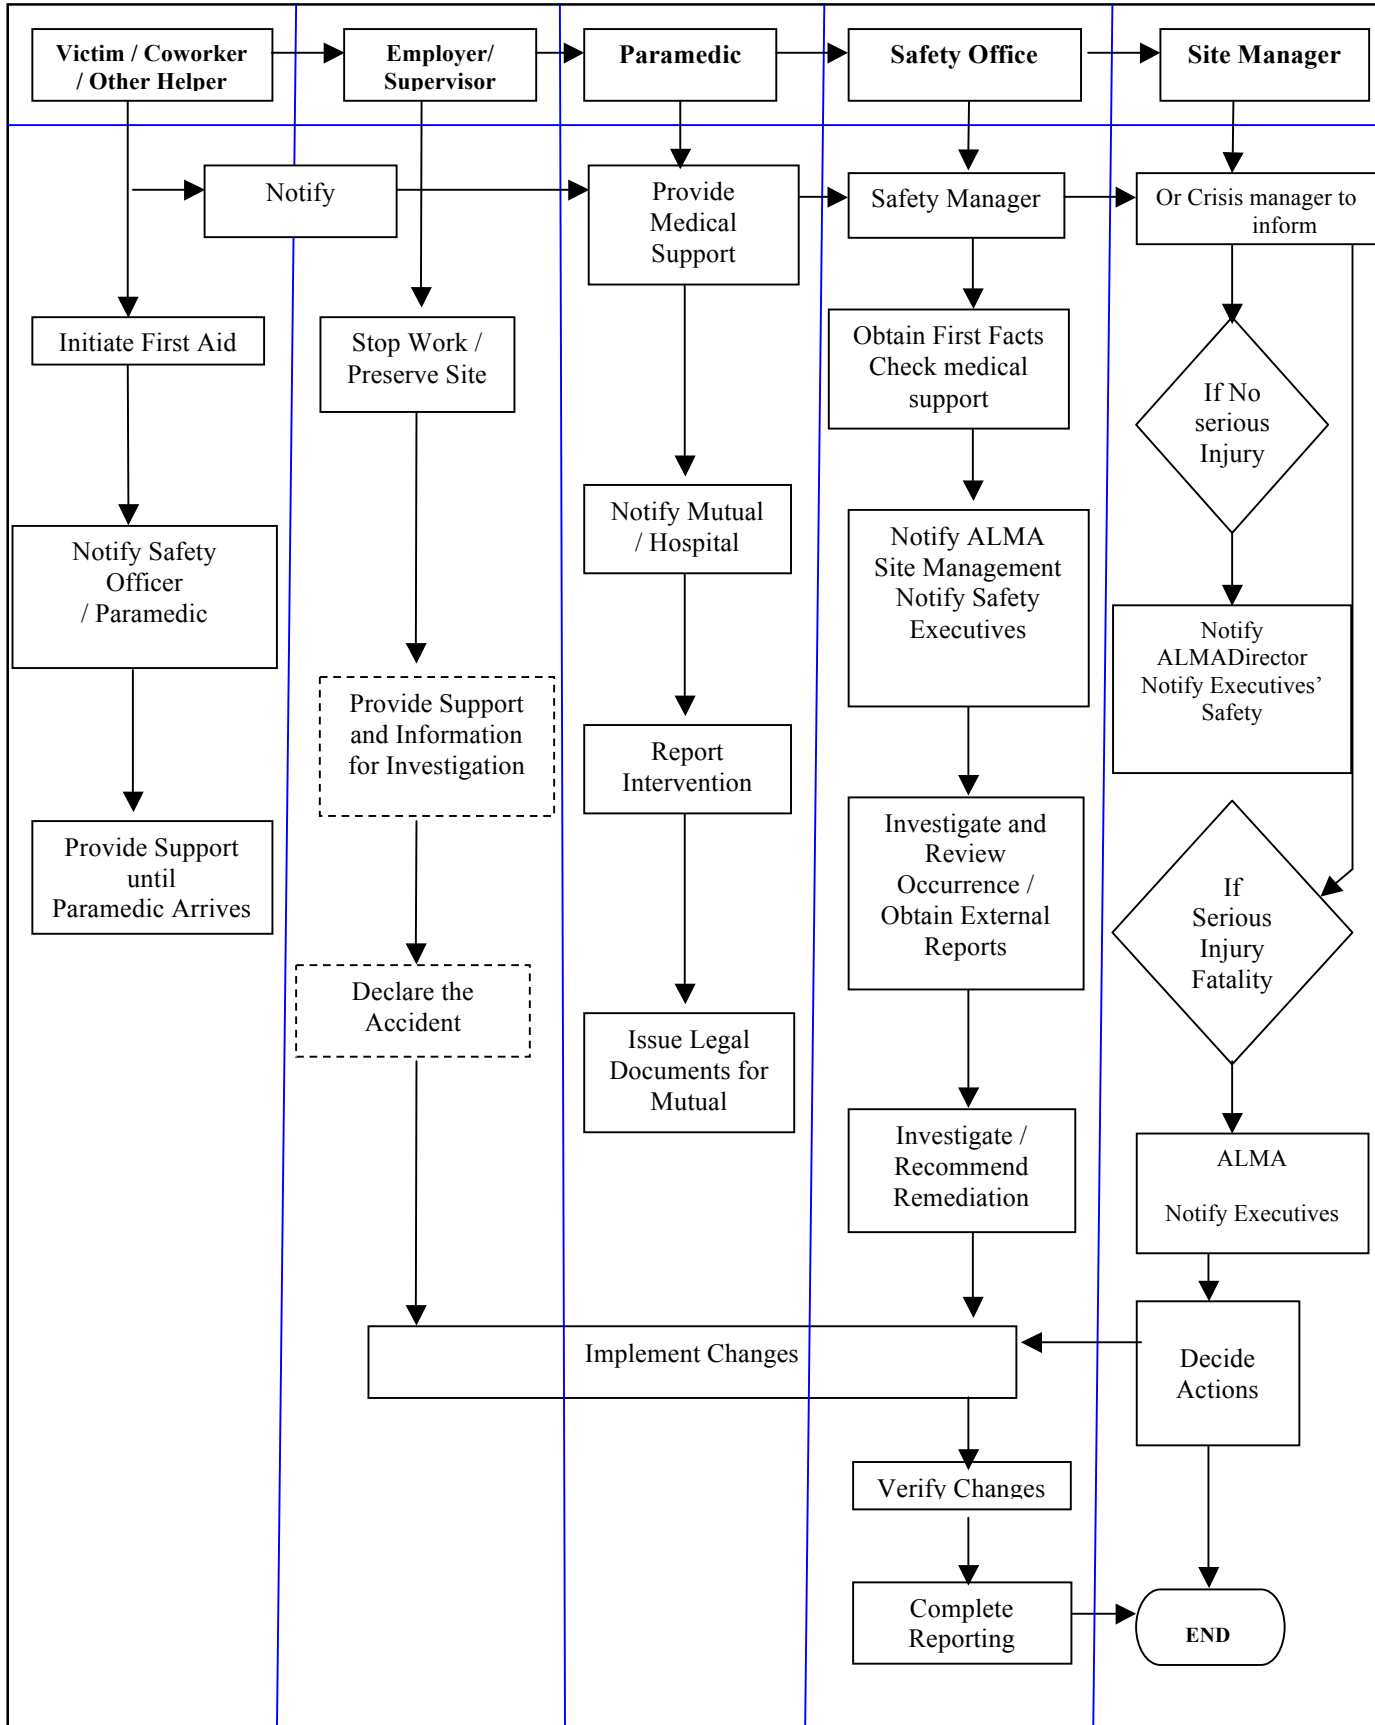 Victim / Coworker
/ Other Helper
Employer/
Supervisor
Paramedic
Safety Office
Site Manager
Notify
Provide
Medical
Support
Safety Manager
Or Crisis manager to
inform
Initiate First Aid
Stop Work /
Preserve Site
Obtain First Facts
Check medical
support
If No
serious
Injury
Notify Safety
Officer
/ Paramedic
Notify Mutual
/ Hospital
Notify ALMA
Site Management
Notify Safety
Executives
Notify
ALMADirector
Notify Executives’
Safety
Provide Support
and Information
for Investigation
Report
Intervention
Provide Support
until
Paramedic Arrives
Investigate and
Review
Occurrence /
Obtain External
Reports
If
Serious
Injury
Fatality
Declare the
Accident
Issue Legal
Documents for
Mutual
Investigate /
Recommend
Remediation
ALMA
Notify Executives
Implement Changes
Decide
Actions
Verify Changes
Complete
Reporting
END